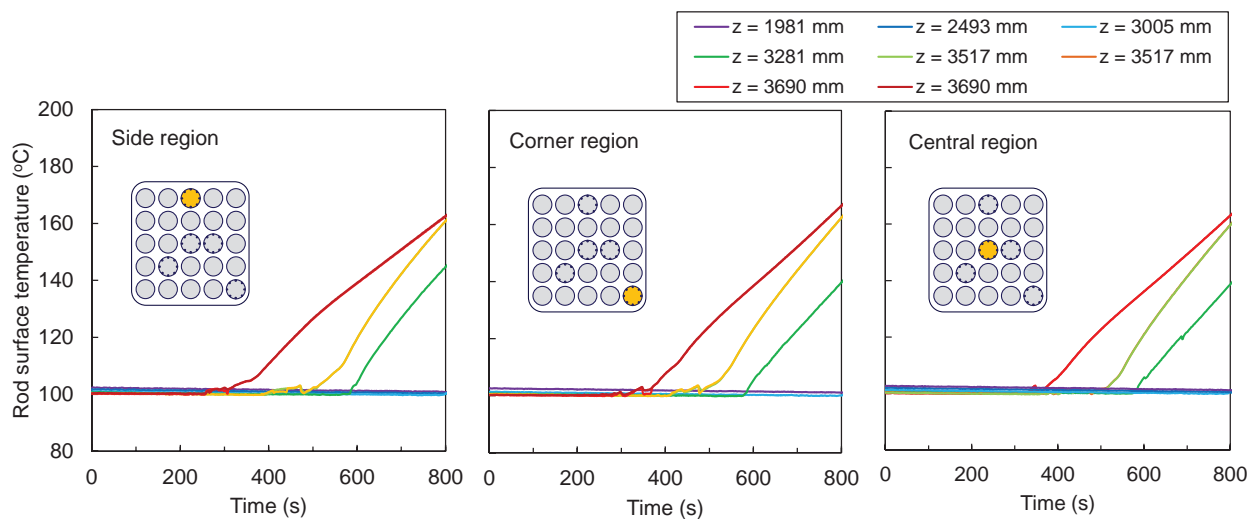 z = 1981 mm z = 2493 mm z = 3005 mm
z = 3281 mm z = 3517 mm z = 3517 mm
z = 3690 mm z = 3690 mm
Rod surface temperature (ºC)
200
180
160
140
120
100
80
Side region
0 200 400 600 800
Time (s)
Corner region
0 200 400 600 800
Time (s)
Central region
0 200 400 600 800
Time (s)